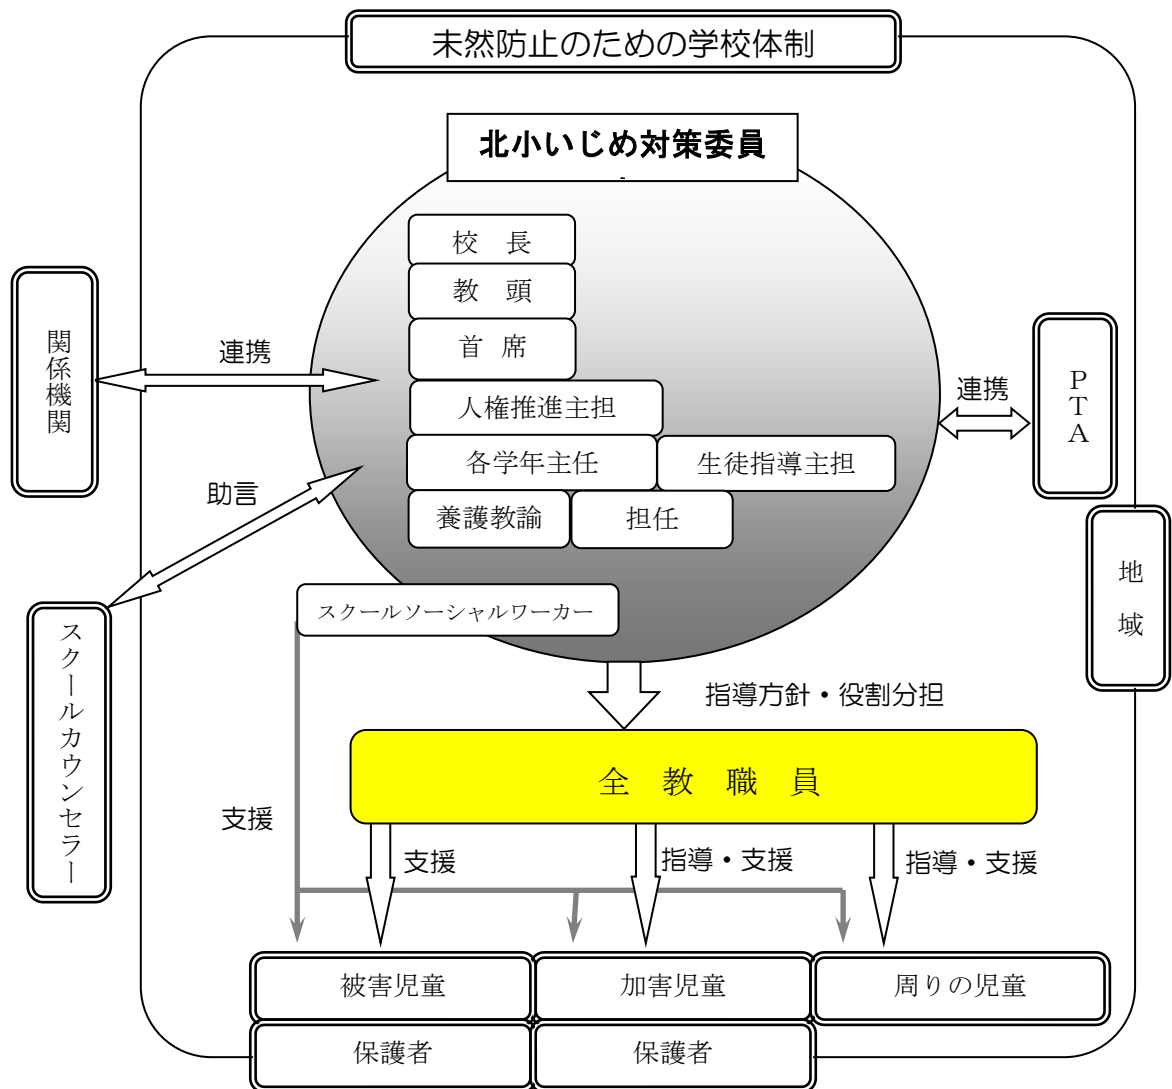 未然防止のための学校体制
北小いじめ対策委員
校　長
教　頭
首 席
人権推進主担
各学年主任
生徒指導主担
養護教諭
担任
スクールソーシャルワーカー
関係機関
連携
助言
スクールカウンセラー
連携
PTA
地域
指導方針・役割分担
全　教　職　員
支援
支援
指導・支援
指導・支援
被害児童
加害児童
周りの児童
保護者
保護者